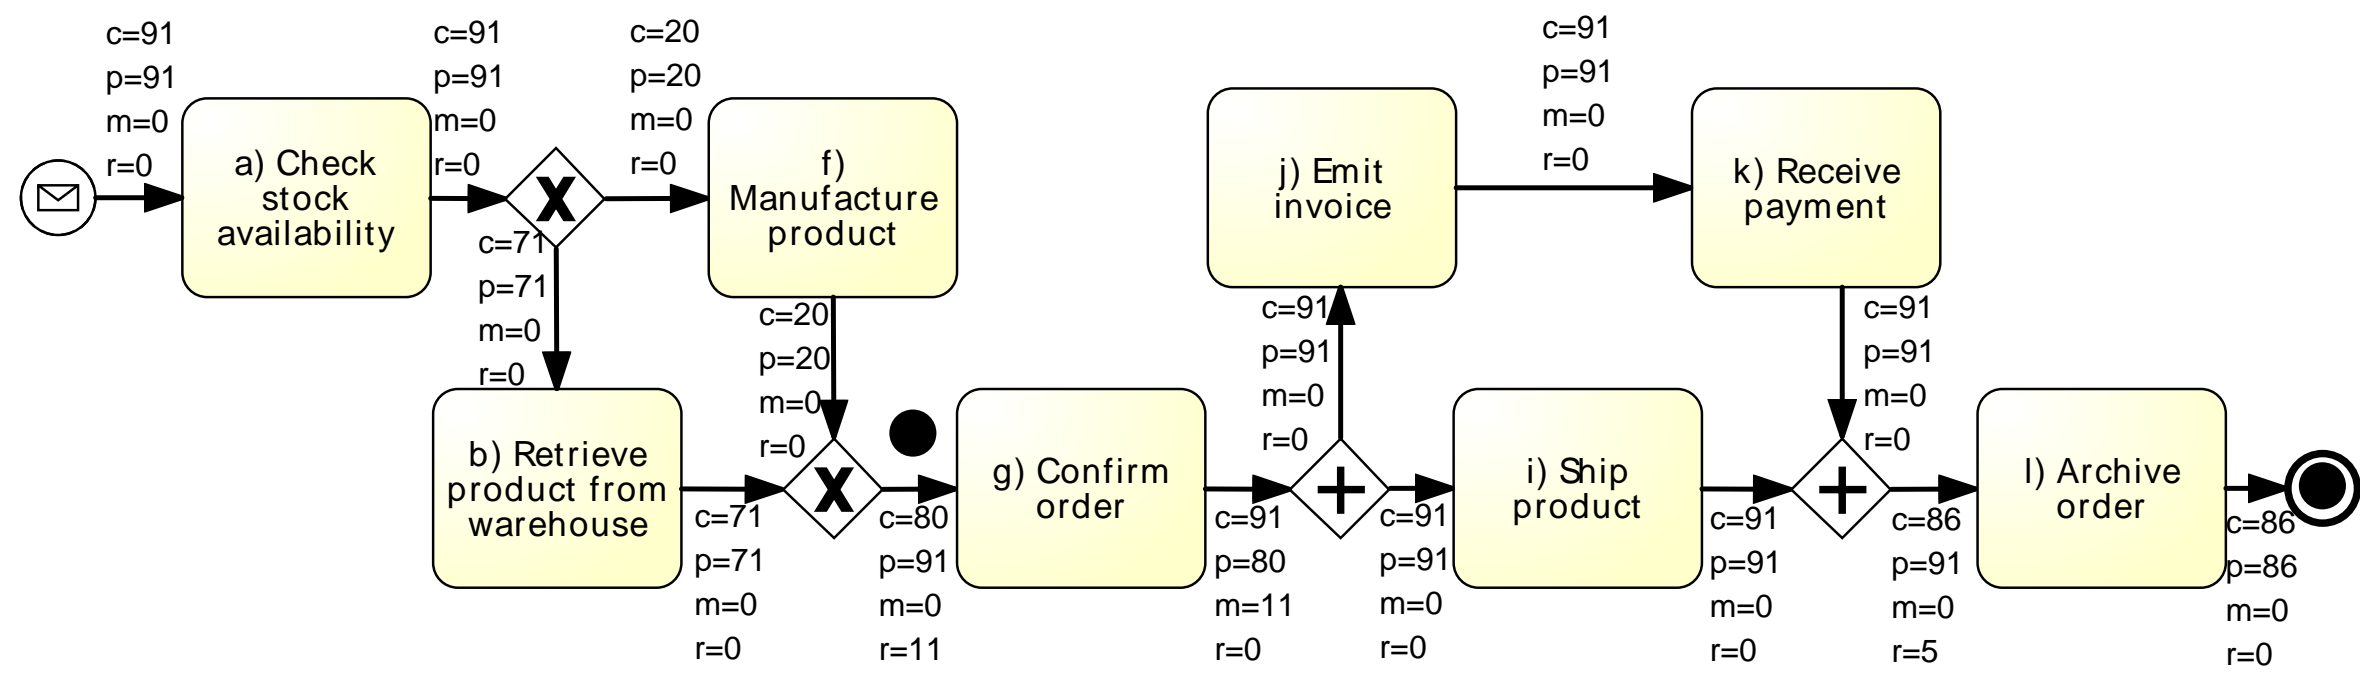 c=91
p=91
m=0
r=0
c=91
p=91
m=0
r=0
c=20
p=20
m=0
r=0
c=91
p=91
m=0
r=0
a) Check
stock
availability
X
f)
Manufacture
product
j) Emit
invoice
k) Receive
payment
c=71
p=71
m=0
r=0
c=20
p=20
m=0
r=0
c=91
p=91
m=0
r=0
c=91
p=91
m=0
r=0
b) Retrieve
product from
warehouse
X
g) Confirm
order
+
i) Ship
product
+
l) Archive
order
c=71
p=71
m=0
r=0
c=80
p=91
m=0
r=11
c=91
p=80
m=11
r=0
c=91
p=91
m=0
r=0
c=91
p=91
m=0
r=0
c=86
p=91
m=0
r=5
c=86
p=86
m=0
r=0